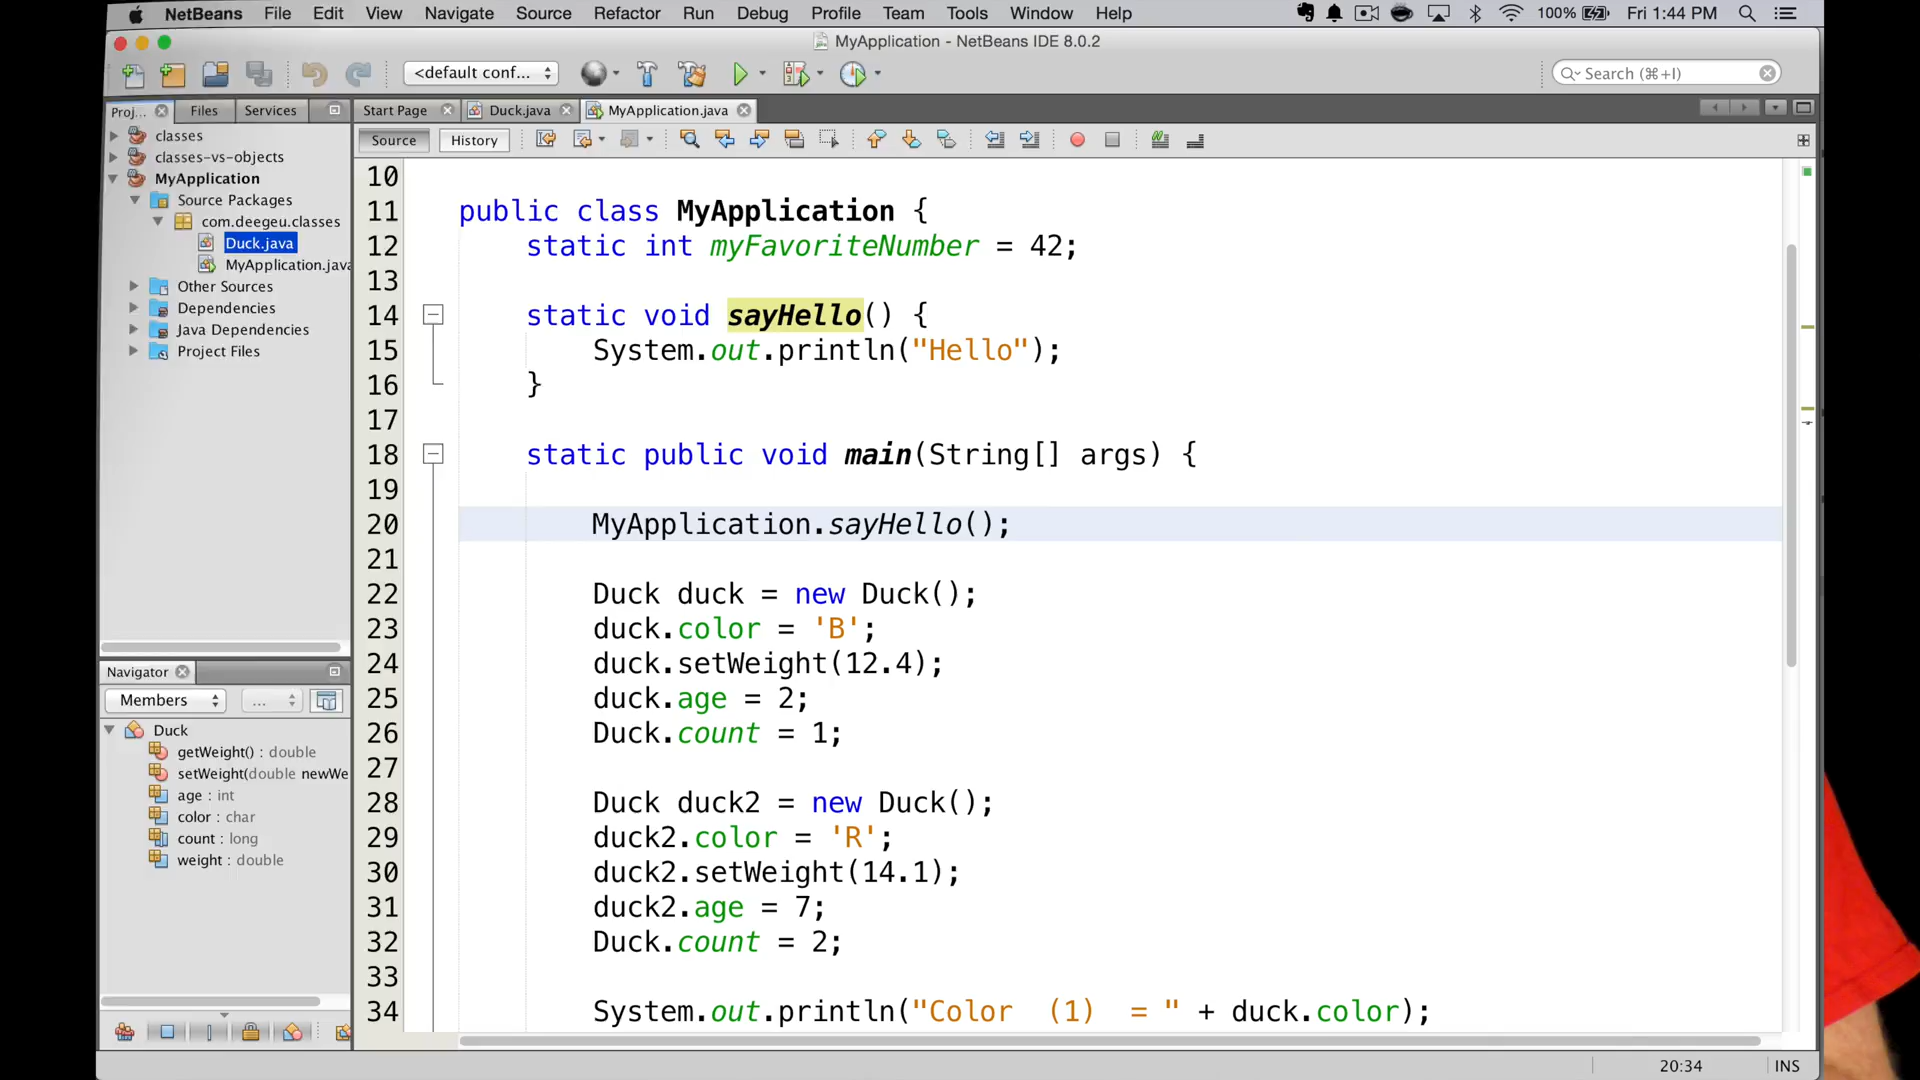 NetBeans File Edit View Navigate Source Refactor Run Debug Profile Team Tools Window Help 100% Fri 1:44 PM
MyApplication - NetBeans IDE 8.0.2
<default conf... Search (⌘+I)
Proj... Files Services Start Page Duck.java MyApplication.java
Source History
classes
classes-vs-objects
MyApplication
Source Packages
com.deegeu.classes
Duck.java
MyApplication.java
Other Sources
Dependencies
Java Dependencies
Project Files
Navigator
Members ...
Duck
getWeight() : double
setWeight(double newWe
age : int
color : char
count : long
weight : double
10
11 public class MyApplication {
12 static int myFavoriteNumber = 42;
13
14 static void sayHello() {
15 System.out.println("Hello");
16 }
17
18 static public void main(String[] args) {
19
20 MyApplication.sayHello();
21
22 Duck duck = new Duck();
23 duck.color = 'B';
24 duck.setWeight(12.4);
25 duck.age = 2;
26 Duck.count = 1;
27
28 Duck duck2 = new Duck();
29 duck2.color = 'R';
30 duck2.setWeight(14.1);
31 duck2.age = 7;
32 Duck.count = 2;
33
34 System.out.println("Color  (1)  = " + duck.color);
20:34 INS